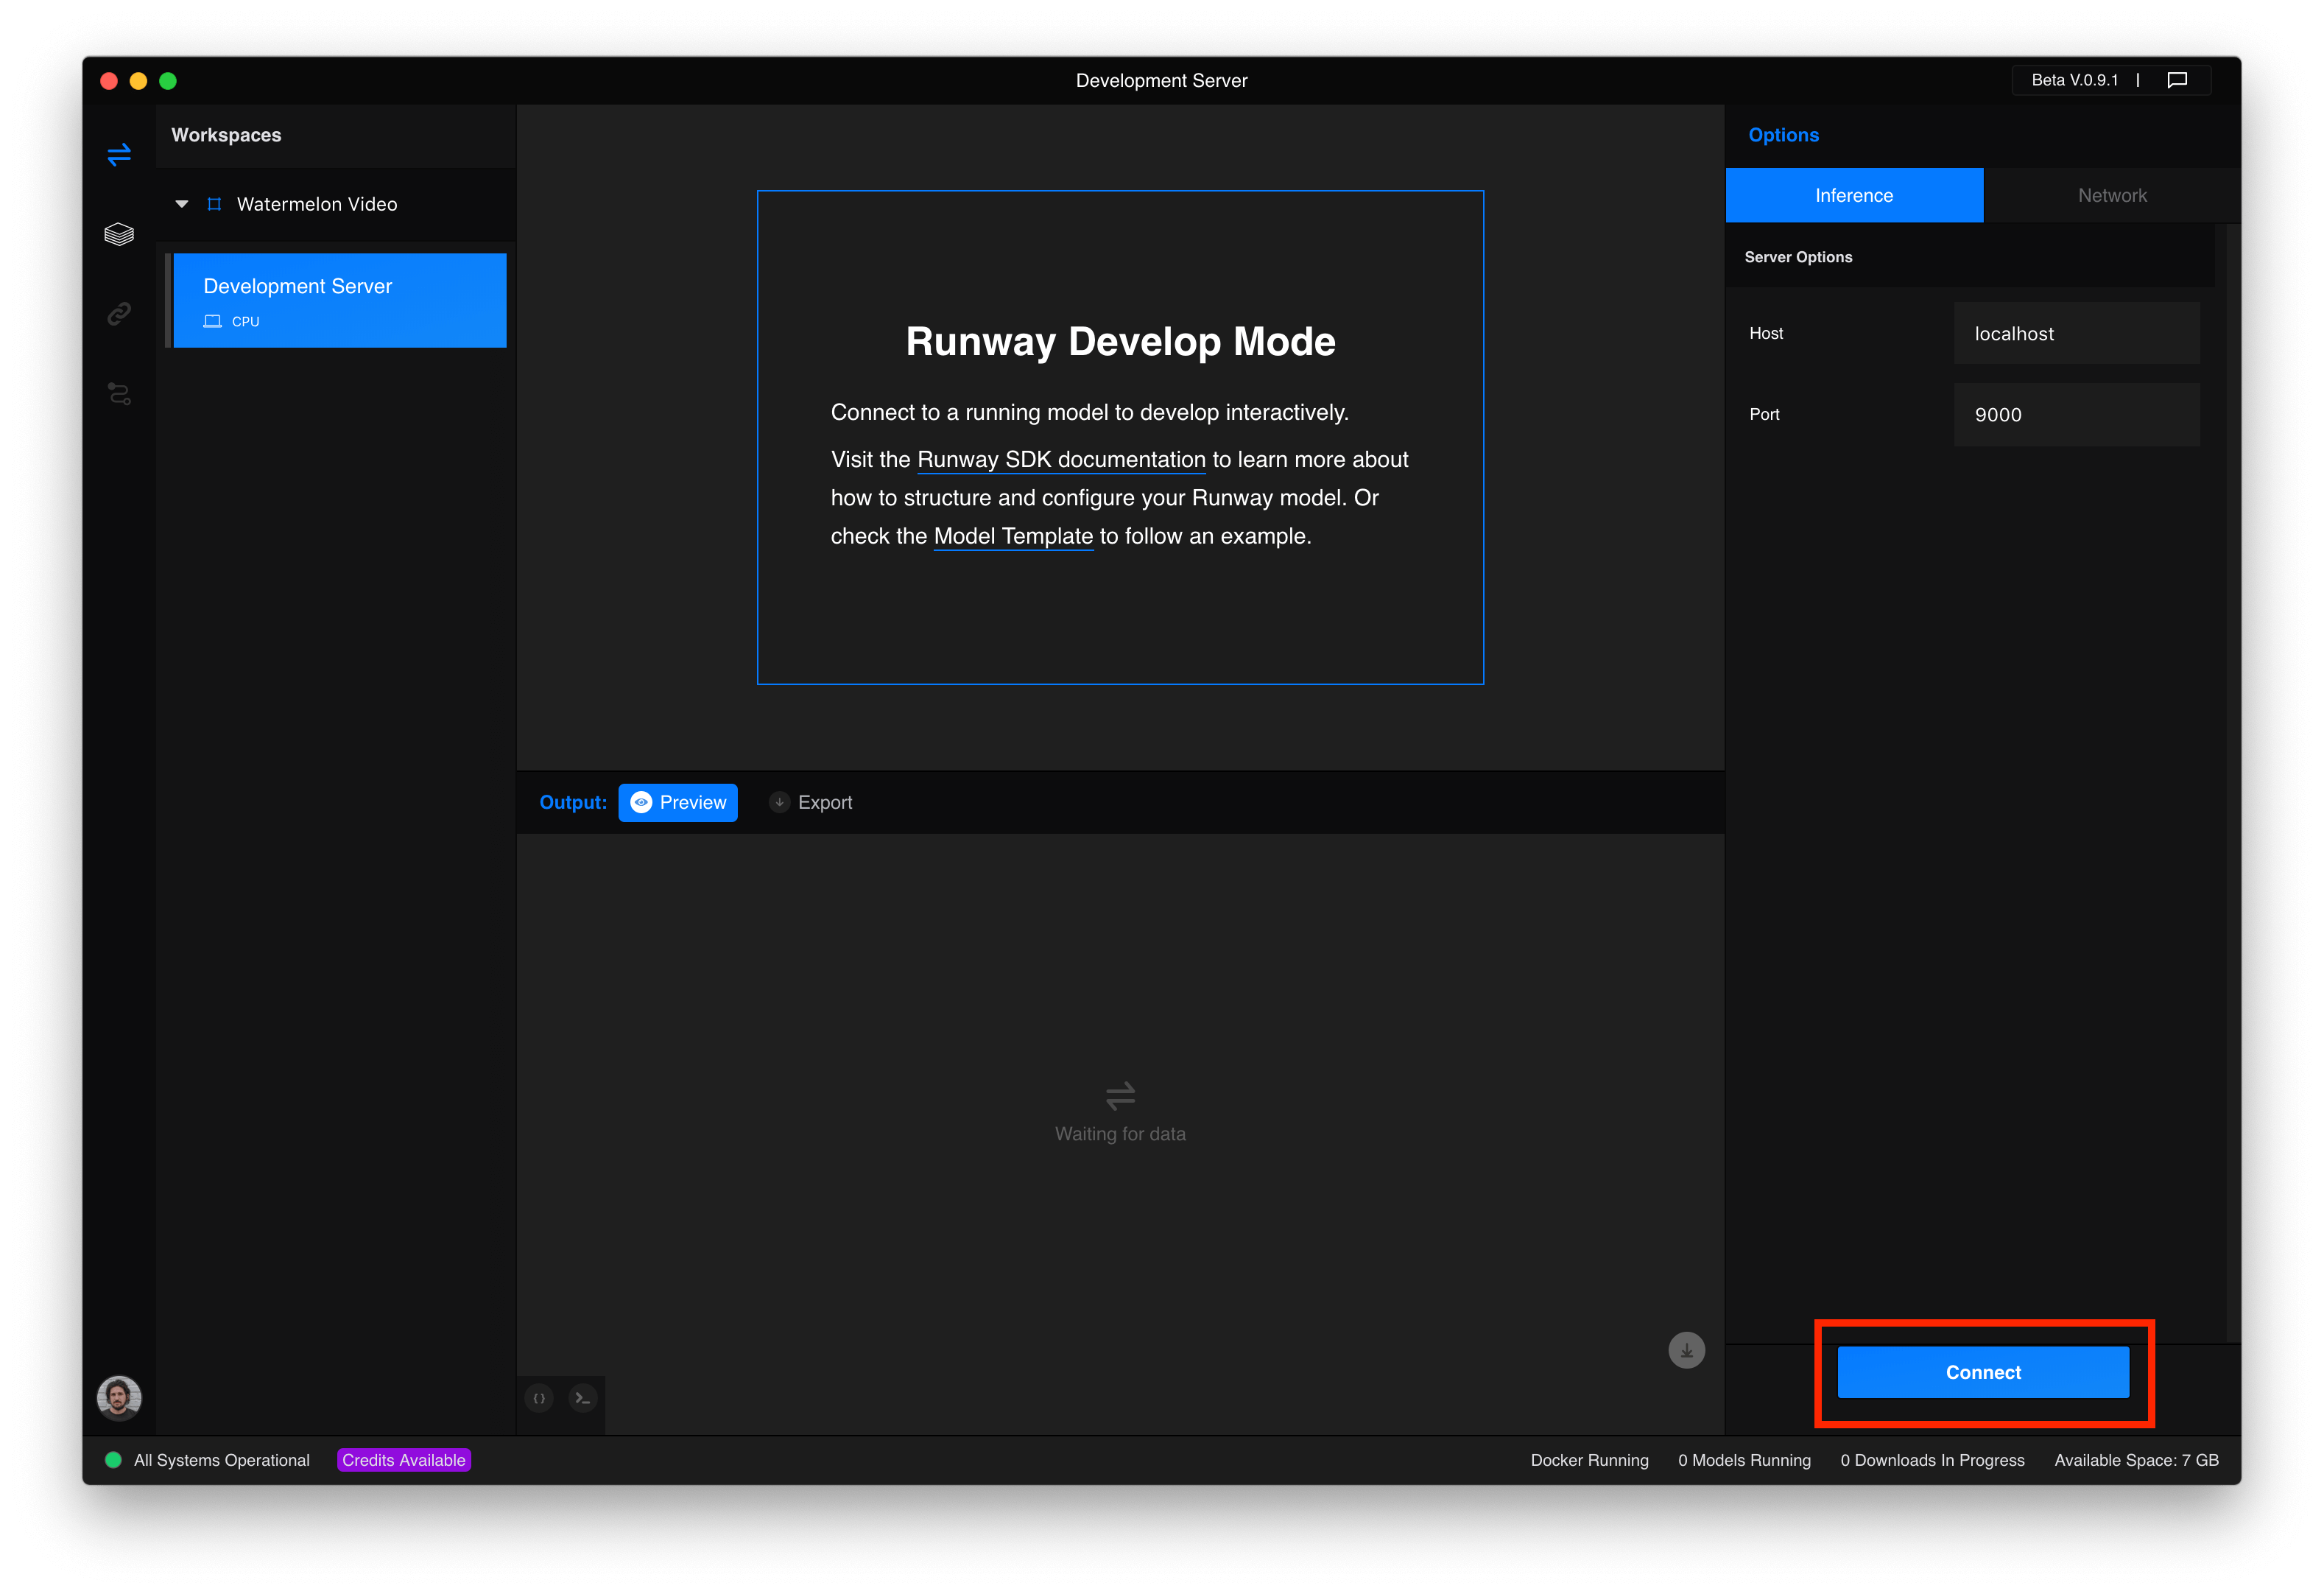 Development Server
Beta V.0.9.1 |
Workspaces
Watermelon Video
Development Server
CPU
Runway Develop Mode
Connect to a running model to develop interactively.
Visit the Runway SDK documentation to learn more about
how to structure and configure your Runway model. Or
check the Model Template to follow an example.
Output: Preview Export
Waiting for data
Options
Inference Network
Server Options
Host localhost
Port 9000
Connect
All Systems Operational Credits Available Docker Running 0 Models Running 0 Downloads In Progress Available Space: 7 GB